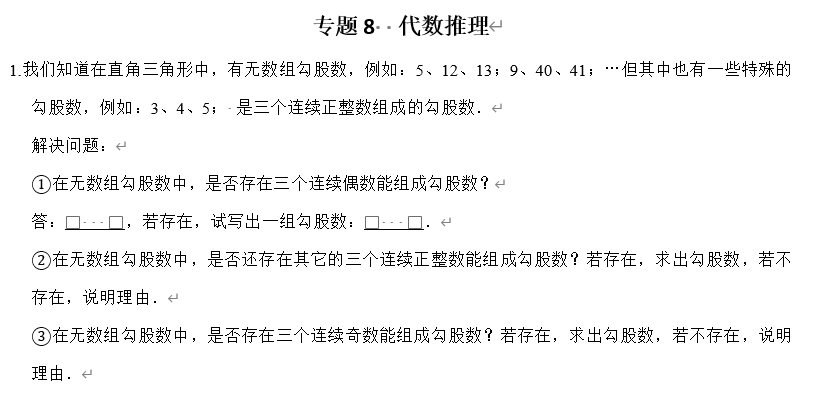 专题 8  代数推理
1.我们知道在直角三角形中，有无数组勾股数，例如：5、12、13；9、40、41；…但其中也有一些特殊的
勾股数，例如：3、4、5； 是三个连续正整数组成的勾股数．
解决问题：
①在无数组勾股数中，是否存在三个连续偶数能组成勾股数？
答：□ □，若存在，试写出一组勾股数：□ □．
②在无数组勾股数中，是否还存在其它的三个连续正整数能组成勾股数？若存在，求出勾股数，若不
存在，说明理由．
③在无数组勾股数中，是否存在三个连续奇数能组成勾股数？若存在，求出勾股数，若不存在，说明
理由．